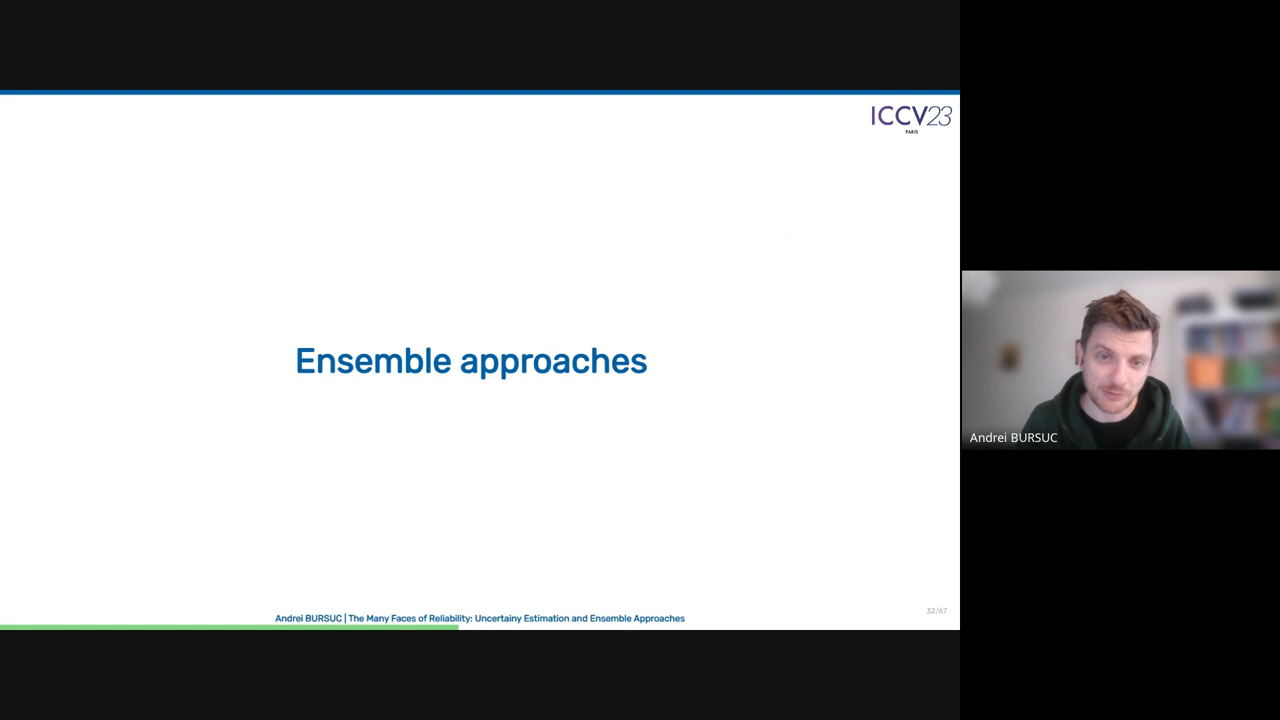 ICCV23
PARIS
Ensemble approaches
Andrei BURSUC
32/67
Andrei BURSUC | The Many Faces of Reliability: Uncertainy Estimation and Ensemble Approaches